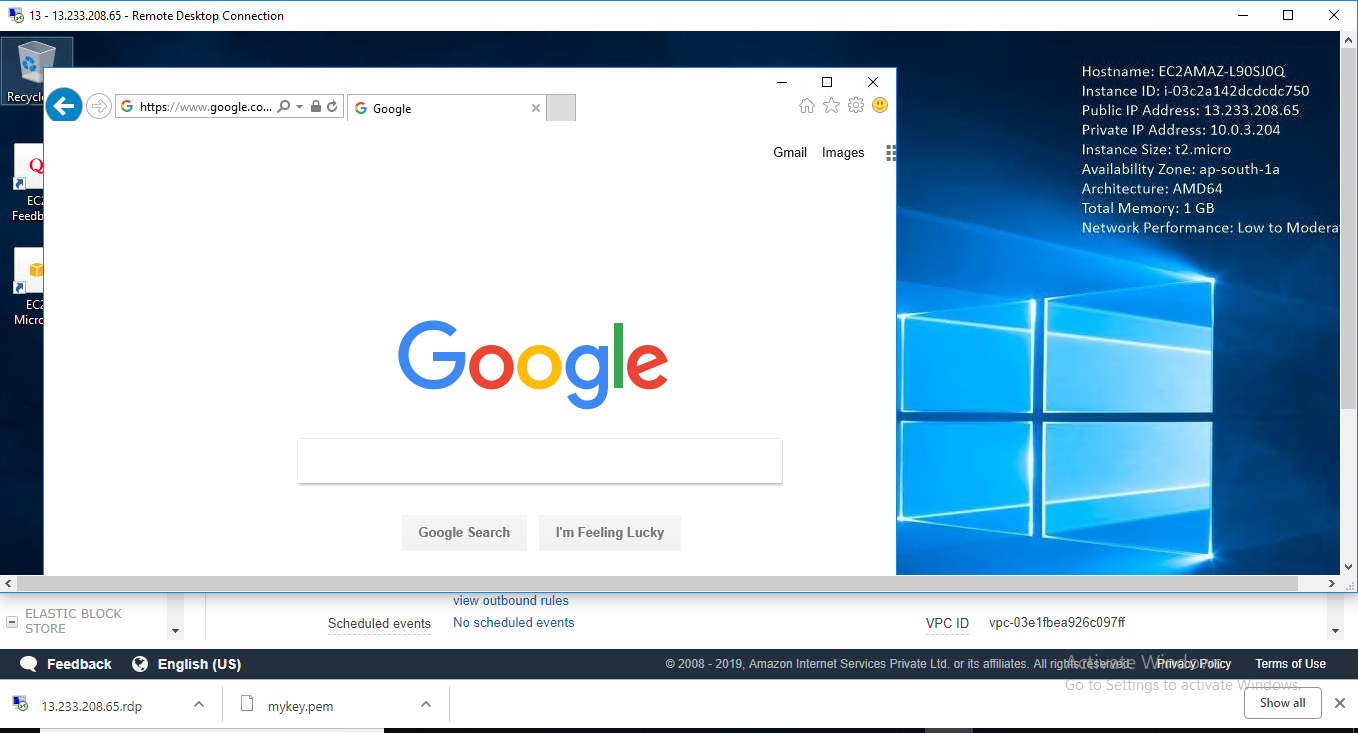 13 - 13.233.208.65 - Remote Desktop Connection
Recycle
https://www.google.co...
Google
Gmail
Images
Hostname: EC2AMAZ-L90SJ0Q
Instance ID: i-03c2a142dcdcdc750
Public IP Address: 13.233.208.65
Private IP Address: 10.0.3.204
Instance Size: t2.micro
Availability Zone: ap-south-1a
Architecture: AMD64
Total Memory: 1 GB
Network Performance: Low to Modera
EC2
Feedb
EC2
Micro
Google
Google Search
I'm Feeling Lucky
ELASTIC BLOCK
STORE
view outbound rules
Scheduled events
No scheduled events
VPC ID
vpc-03e1fbea926c097ff
Feedback
English (US)
© 2008 - 2019, Amazon Internet Services Private Ltd. or its affiliates. All rights reserved.
Privacy Policy
Terms of Use
Activate Windows
Go to Settings to activate Windows.
13.233.208.65.rdp
mykey.pem
Show all